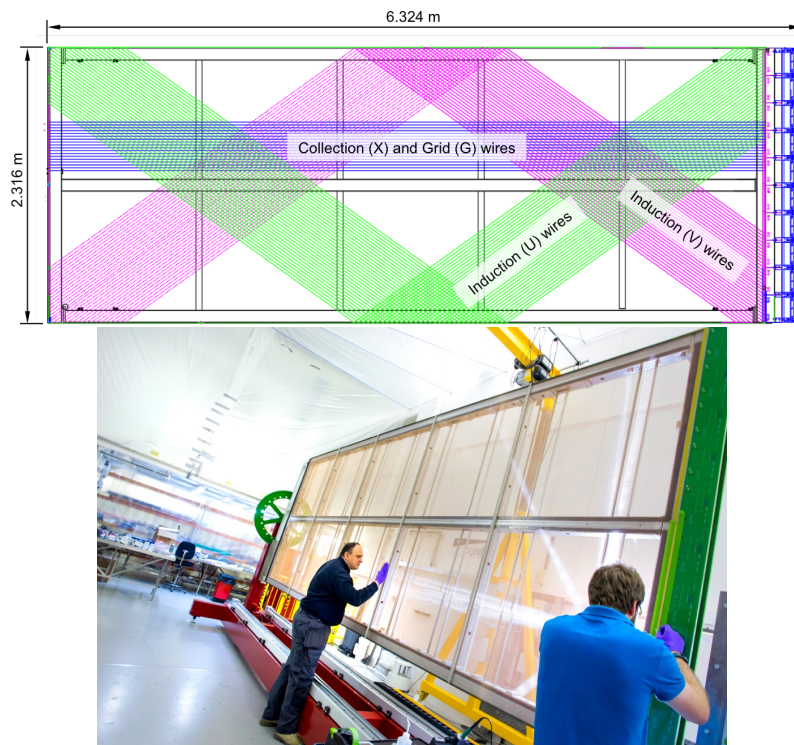 6.324 m
2.316 m
Collection (X) and Grid (G) wires
Induction (U) wires
Induction (V) wires